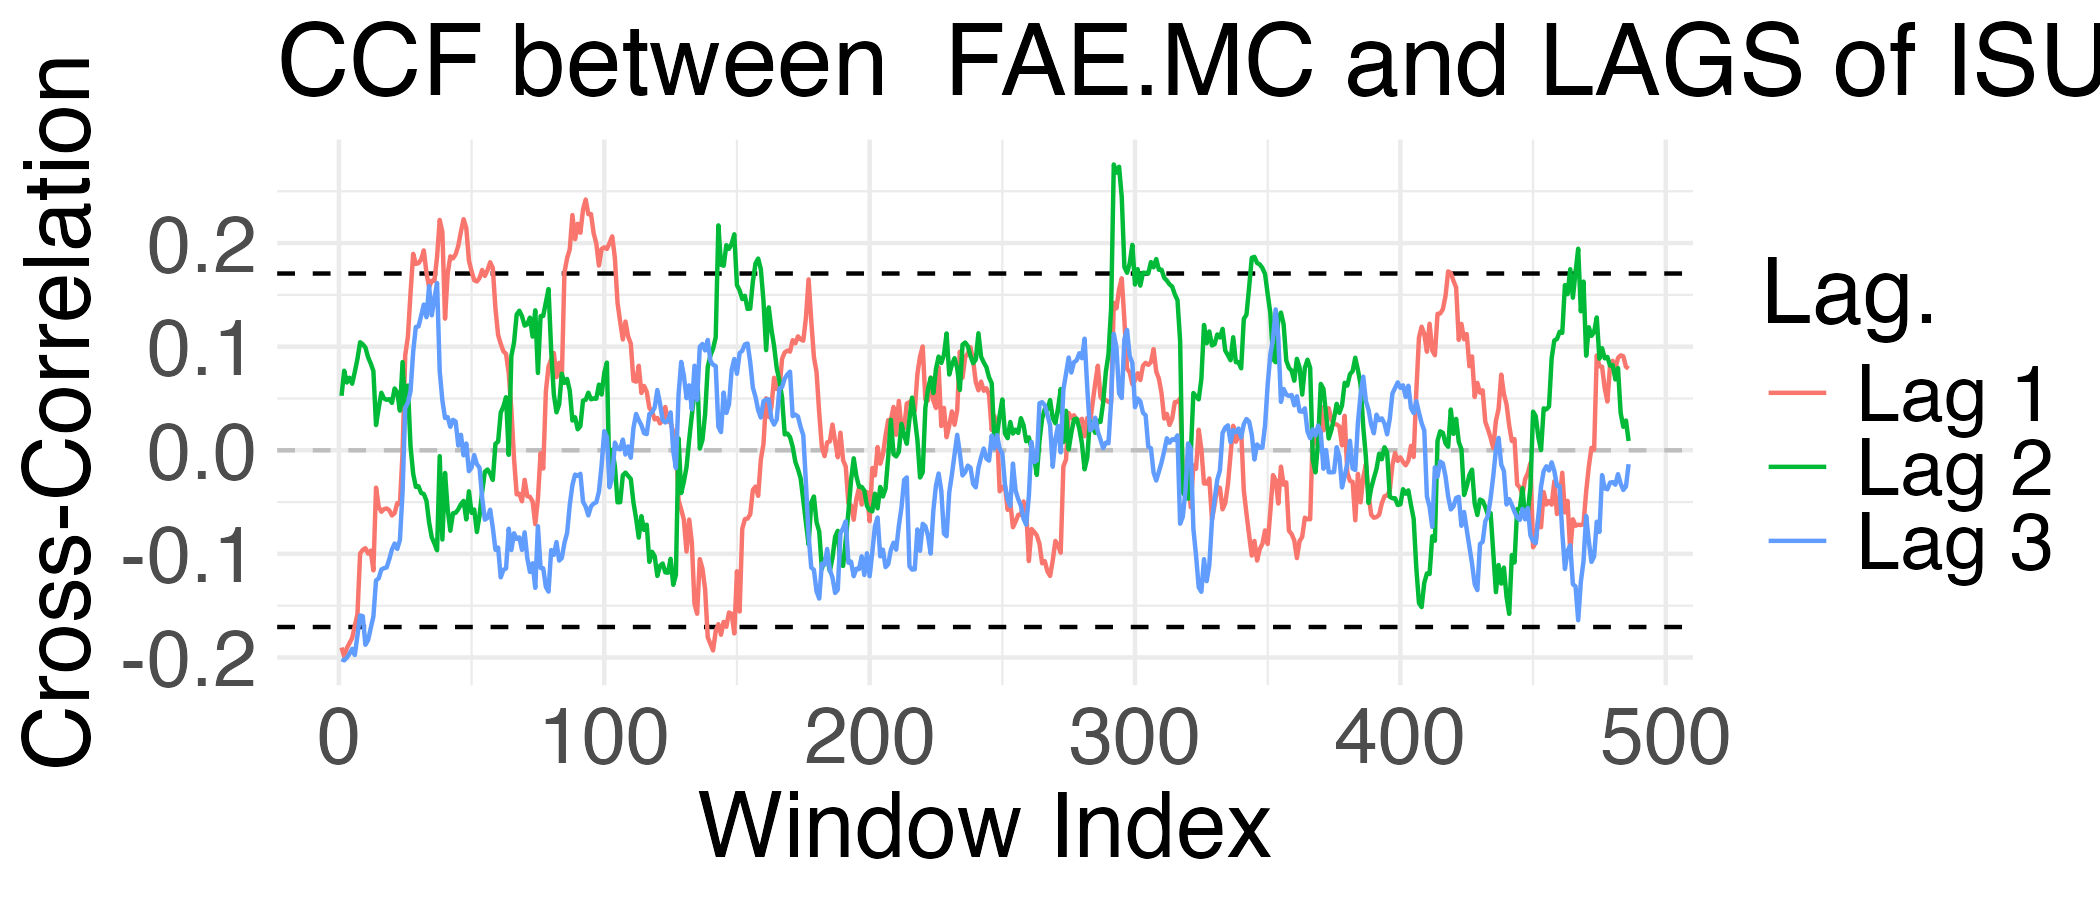 CCF between  FAE.MC and LAGS of ISU
Cross-Correlation
0.2
0.1
0.0
-0.1
-0.2
0 100 200 300 400 500
Window Index
Lag.
Lag 1
Lag 2
Lag 3